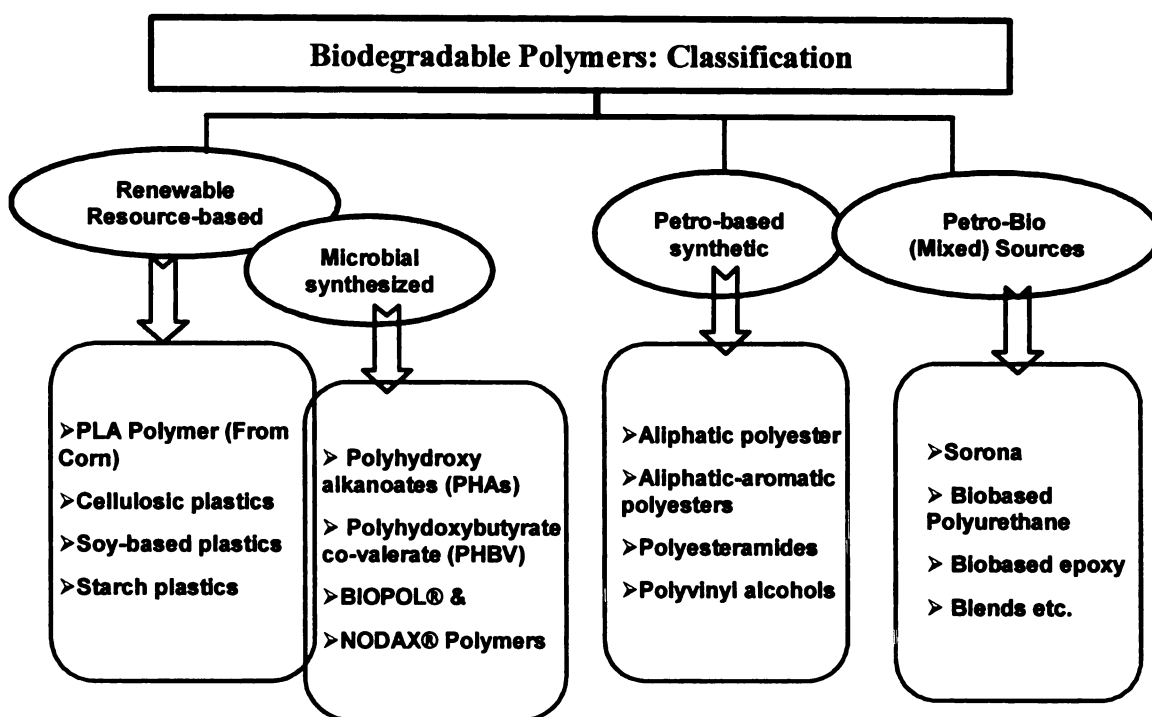 Biodegradable Polymers: Classification
Renewable
Resource-based
Microbial
synthesized
Petro-based
synthetic
Petro-Bio
(Mixed) Sources
➢PLA Polymer (From
Corn)
➢Cellulosic plastics
➢Soy-based plastics
➢Starch plastics
➢ Polyhydroxy
alkanoates (PHAs)
➢ Polyhydoxybutyrate
co-valerate (PHBV)
➢BIOPOL® &
➢NODAX® Polymers
➢Aliphatic polyester
➢Aliphatic-aromatic
polyesters
➢Polyesteramides
➢Polyvinyl alcohols
➢Sorona
➢ Biobased
Polyurethane
➢ Biobased epoxy
➢ Blends etc.